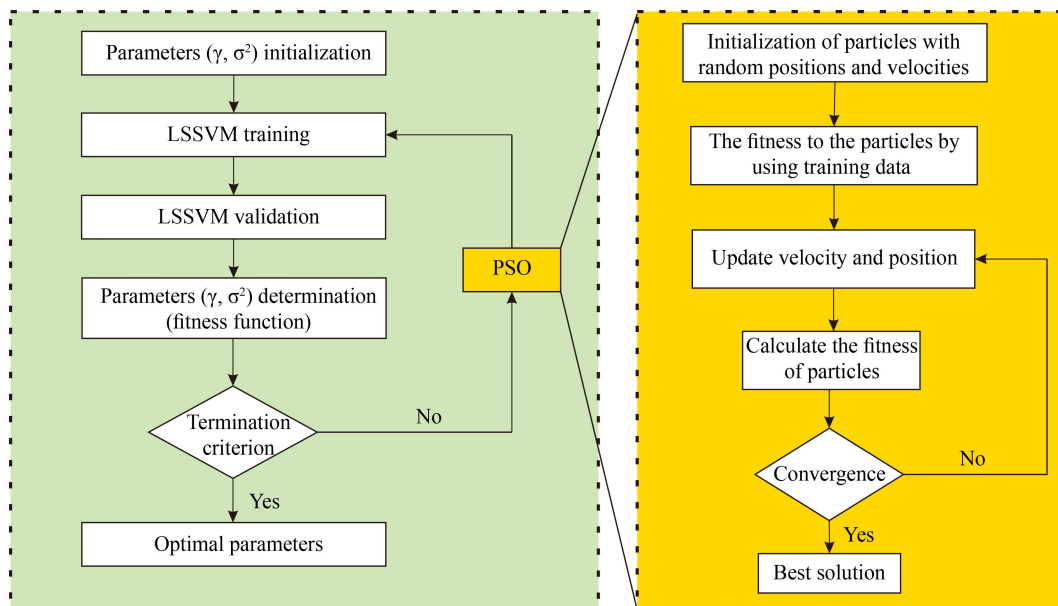 Parameters (γ, σ²) initialization
LSSVM training
LSSVM validation
Parameters (γ, σ²) determination
(fitness function)
Termination
criterion
No
Yes
Optimal parameters
PSO
Initialization of particles with
random positions and velocities
The fitness to the particles by
using training data
Update velocity and position
Calculate the fitness
of particles
Convergence
No
Yes
Best solution